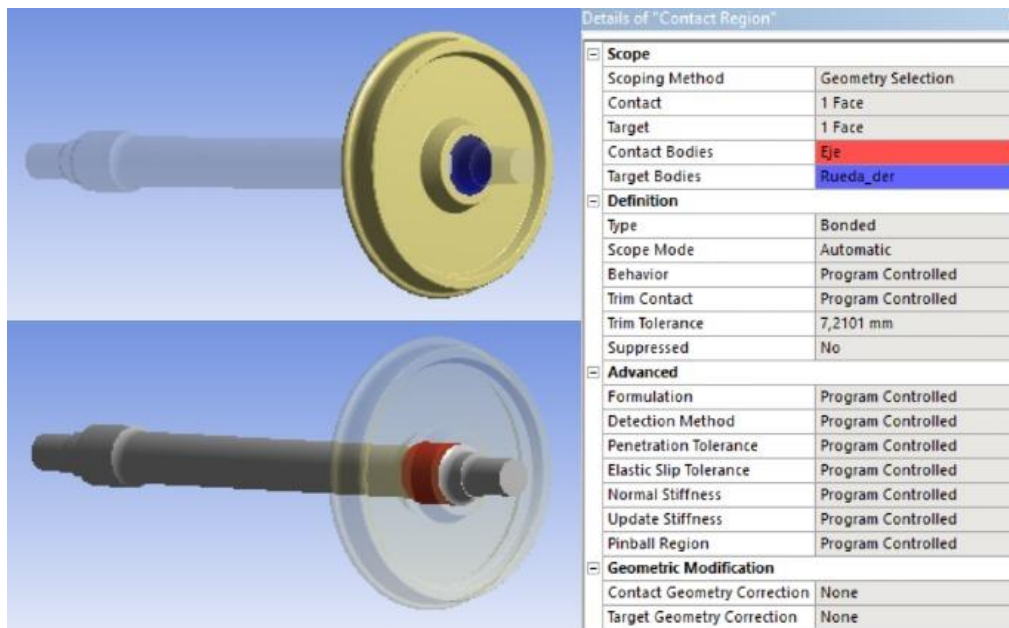 Details of "Contact Region"
Scope
Scoping Method Geometry Selection
Contact 1 Face
Target 1 Face
Contact Bodies Eje
Target Bodies Rueda_der
Definition
Type Bonded
Scope Mode Automatic
Behavior Program Controlled
Trim Contact Program Controlled
Trim Tolerance 7,2101 mm
Suppressed No
Advanced
Formulation Program Controlled
Detection Method Program Controlled
Penetration Tolerance Program Controlled
Elastic Slip Tolerance Program Controlled
Normal Stiffness Program Controlled
Update Stiffness Program Controlled
Pinball Region Program Controlled
Geometric Modification
Contact Geometry Correction None
Target Geometry Correction None